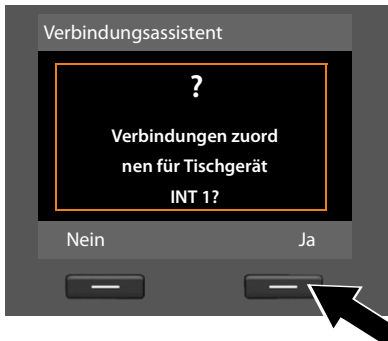 Verbindungsassistent
?
Verbindungen zuord
nen für Tischgerät
INT 1?
Nein Ja